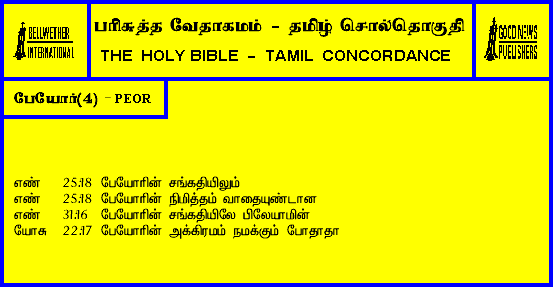 BELLWETHER
INTERNATIONAL
பரிசுத்த வேதாகமம் - தமிழ் சொல்தொகுதி
THE HOLY BIBLE - TAMIL CONCORDANCE
GOOD NEWS
PUBLISHERS
பேயோர்(4) - PEOR
எண் 25:18 பேயோரின் சங்கதியிலும்
எண் 25:18 பேயோரின் நிமித்தம் வாதையுண்டான
எண் 31:16 பேயோரின் சங்கதியிலே பிலேயாமின்
யோசு 22:17 பேயோரின் அக்கிரமம் நமக்கும் போதாதா